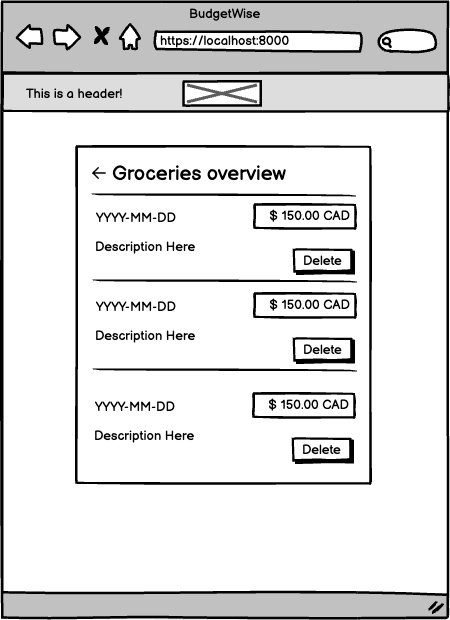 BudgetWise
https://localhost:8000
This is a header!
← Groceries overview
YYYY-MM-DD
$ 150.00 CAD
Description Here
Delete
YYYY-MM-DD
$ 150.00 CAD
Description Here
Delete
YYYY-MM-DD
$ 150.00 CAD
Description Here
Delete